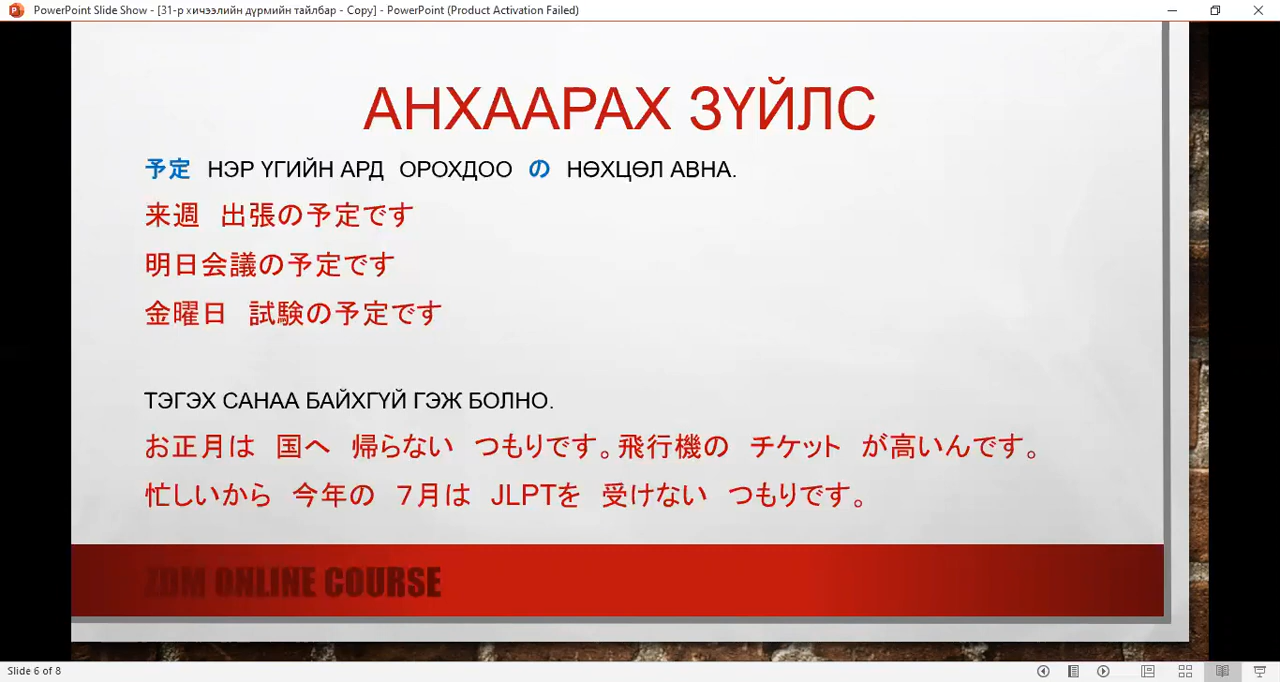 PowerPoint Slide Show - [31-р хичээлийн дүрмийн тайлбар - Copy] - PowerPoint (Product Activation Failed)
АНХААРАХ ЗҮЙЛС
予定 НЭР ҮГИЙН АРД ОРОХДОО の НӨХЦӨЛ АВНА.
来週 出張の予定です
明日会議の予定です
金曜日 試験の予定です
ТЭГЭХ САНАА БАЙХГҮЙ ГЭЖ БОЛНО.
お正月は 国へ 帰らない つもりです。飛行機の チケット が高いんです。
忙しいから 今年の ７月は JLPTを 受けない つもりです。
ZDM ONLINE COURSE
Slide 6 of 8